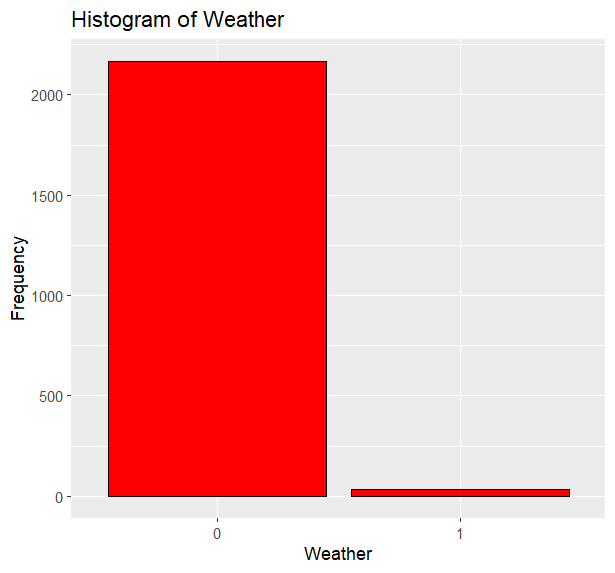 Histogram of Weather
2000
1500
1000
500
0
Frequency
0 1
Weather